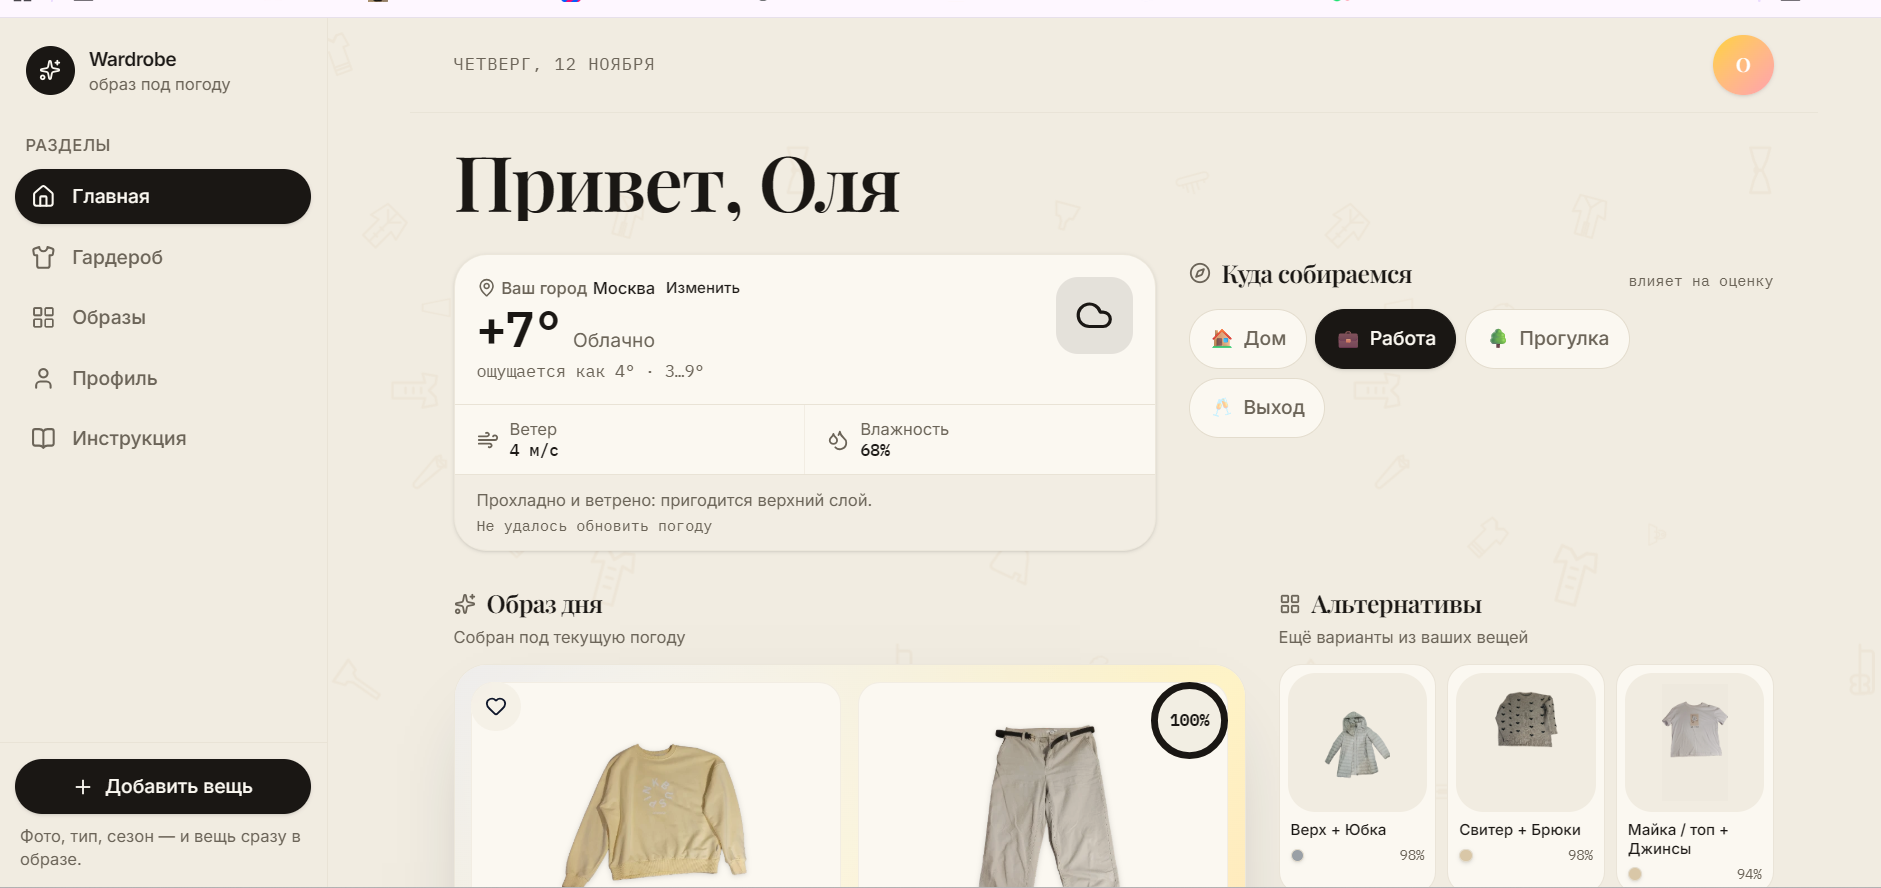 Wardrobe
образ под погоду
РАЗДЕЛЫ
Главная
Гардероб
Образы
Профиль
Инструкция
Добавить вещь
Фото, тип, сезон — и вещь сразу в
образе.
ЧЕТВЕРГ, 12 НОЯБРЯ
О
Привет, Оля
Ваш город Москва Изменить
+7° Облачно
ощущается как 4° · 3…9°
Ветер
4 м/с
Влажность
68%
Прохладно и ветрено: пригодится верхний слой.
Не удалось обновить погоду
Куда собираемся
влияет на оценку
Дом
Работа
Прогулка
Выход
Образ дня
Собран под текущую погоду
100%
Альтернативы
Ещё варианты из ваших вещей
Верх + Юбка
98%
Свитер + Брюки
98%
Майка / топ +
Джинсы
94%